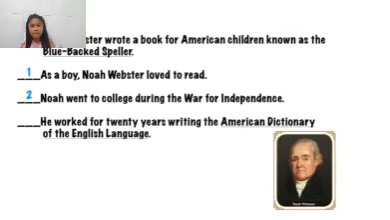 ster wrote a book for American children known as the
Blue-Backed Speller.
1 As a boy, Noah Webster loved to read.
2 Noah went to college during the War for Independence.
____He worked for twenty years writing the American Dictionary
of the English Language.